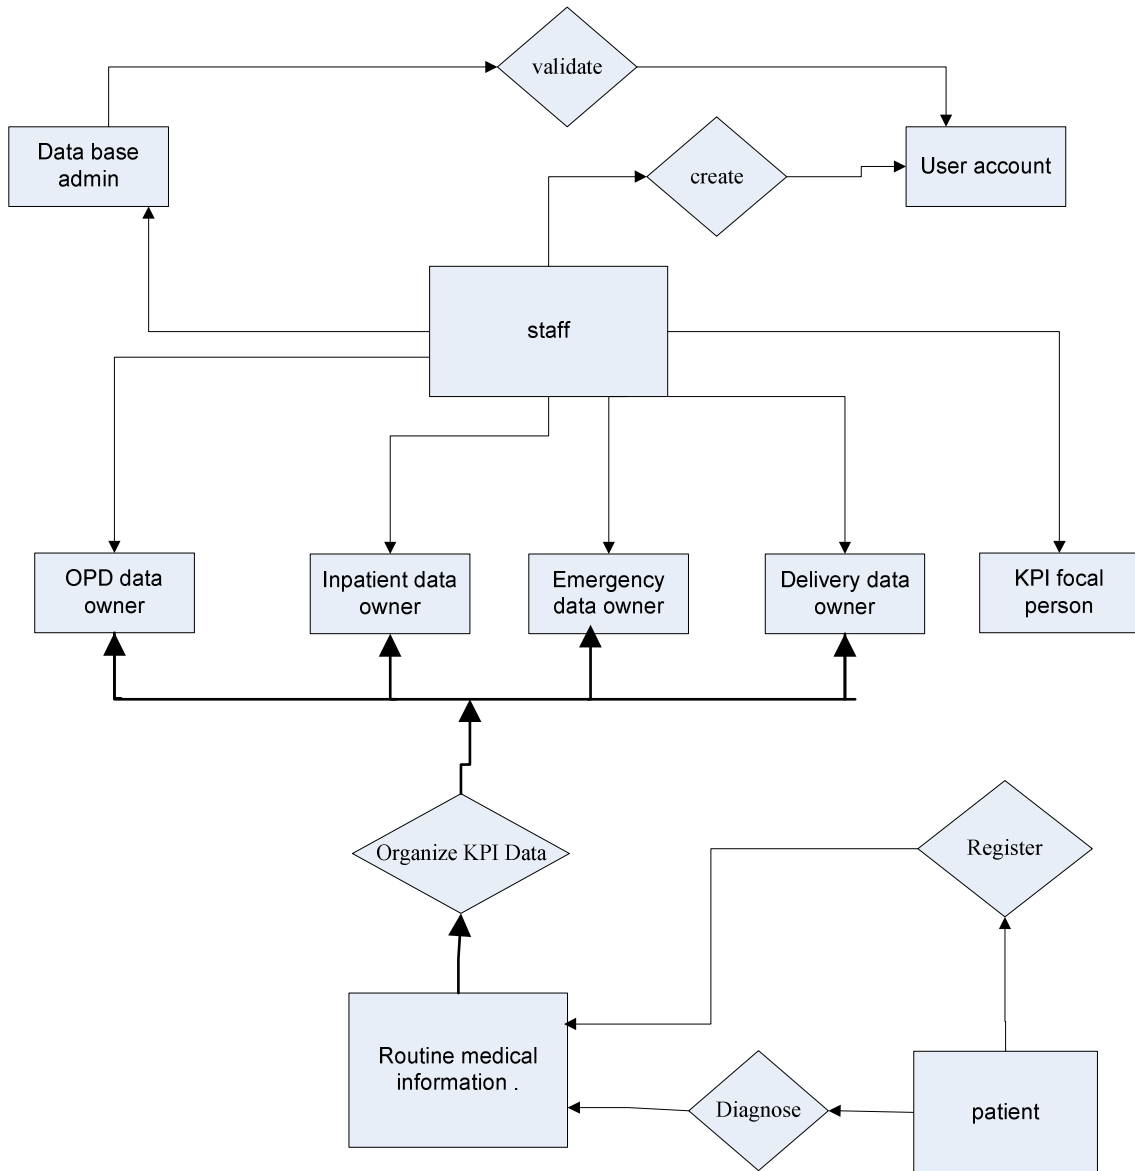 validate
Data base
admin
create
User account
staff
OPD data
owner
Inpatient data
owner
Emergency
data owner
Delivery data
owner
KPI focal
person
Organize KPI Data
Register
Routine medical
information .
Diagnose
patient